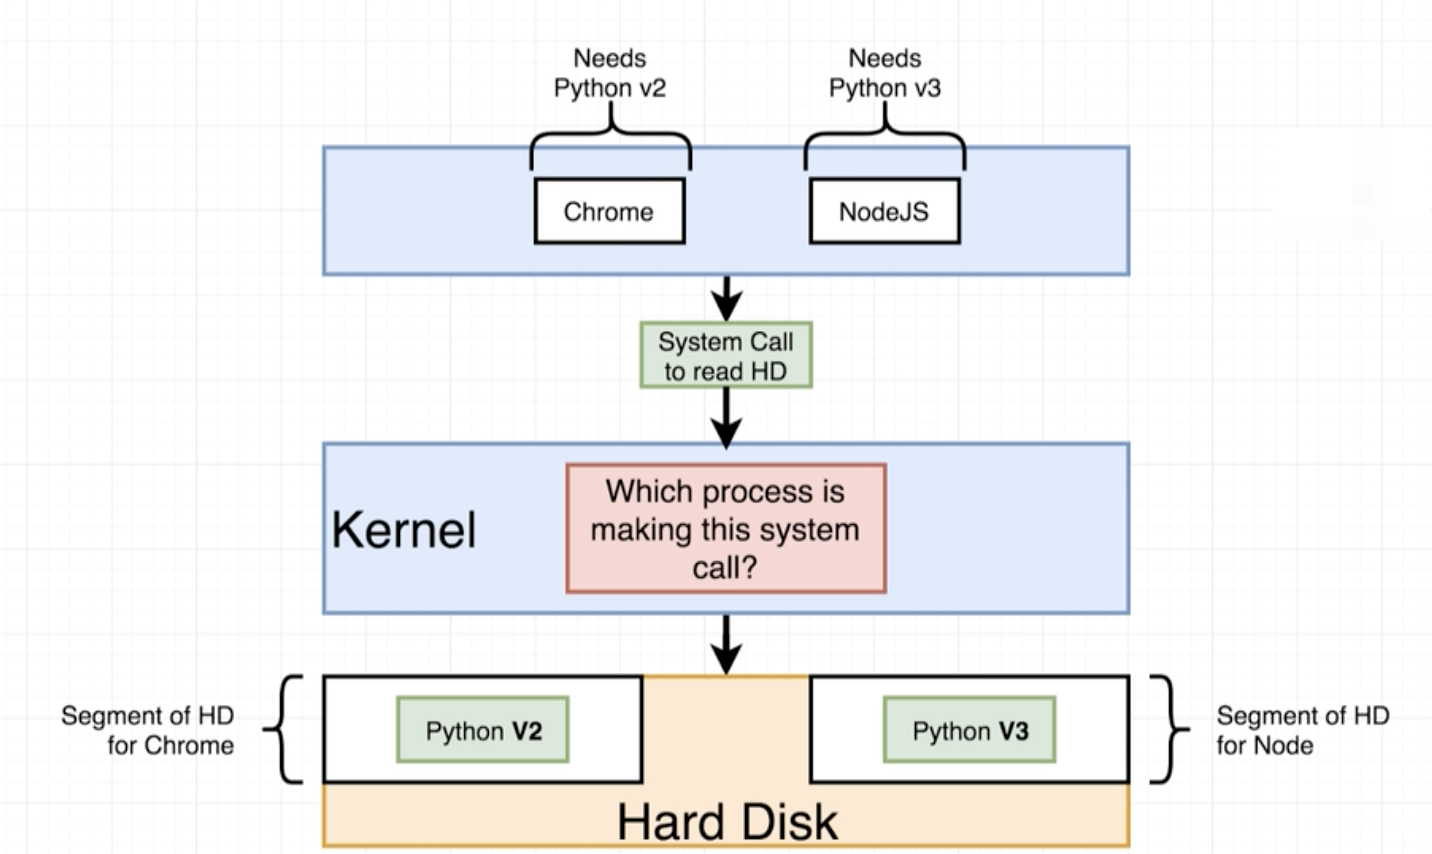 Needs
Python v2
Needs
Python v3
Chrome
NodeJS
System Call
to read HD
Kernel
Which process is
making this system
call?
Segment of HD
for Chrome
Python V2
Python V3
Segment of HD
for Node
Hard Disk